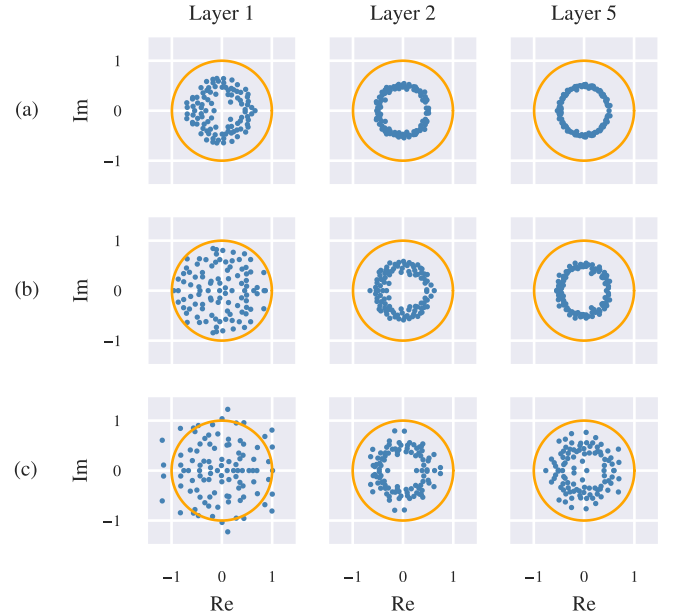 Layer 1 Layer 2 Layer 5
(a) Im 1 0 −1
(b) Im 1 0 −1
(c) Im 1 0 −1
−1 0 1 −1 0 1 −1 0 1
Re Re Re